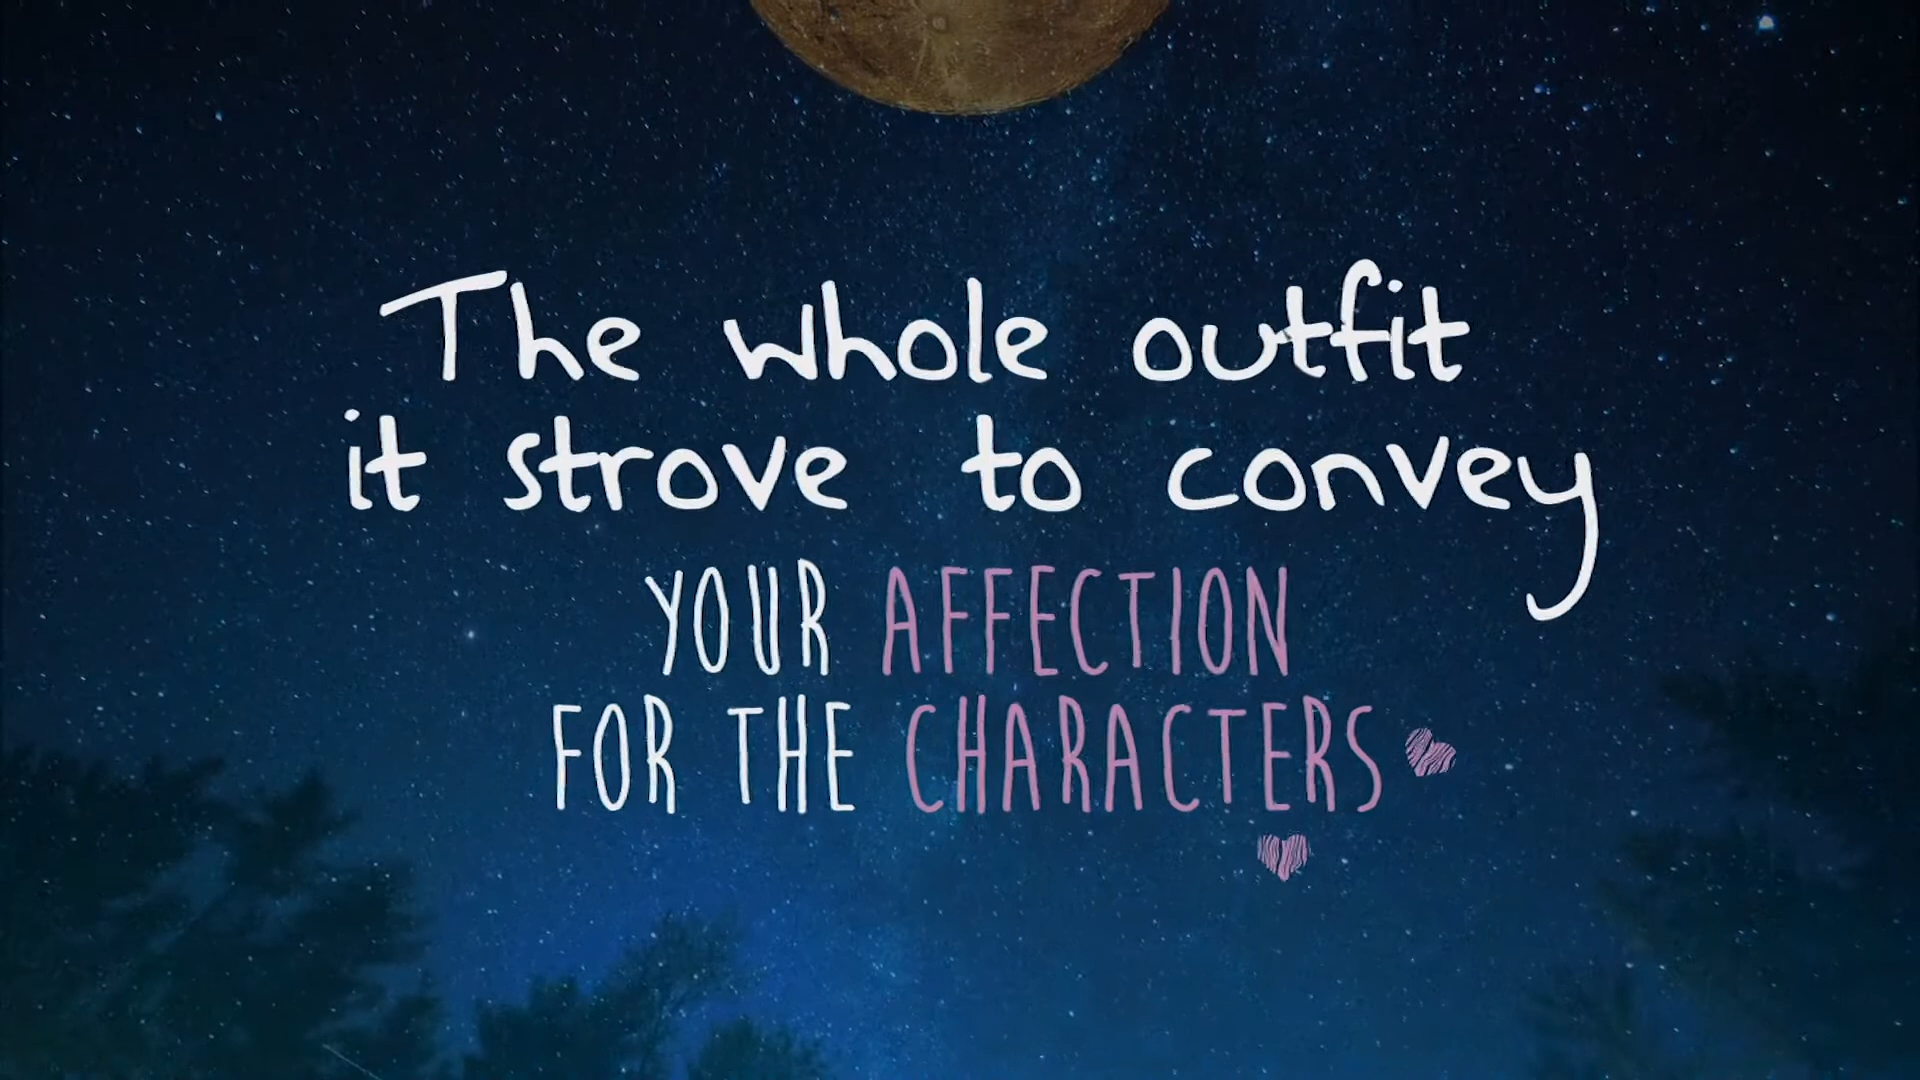 The whole outfit
it strove to convey
YOUR AFFECTION
FOR THE CHARACTERS